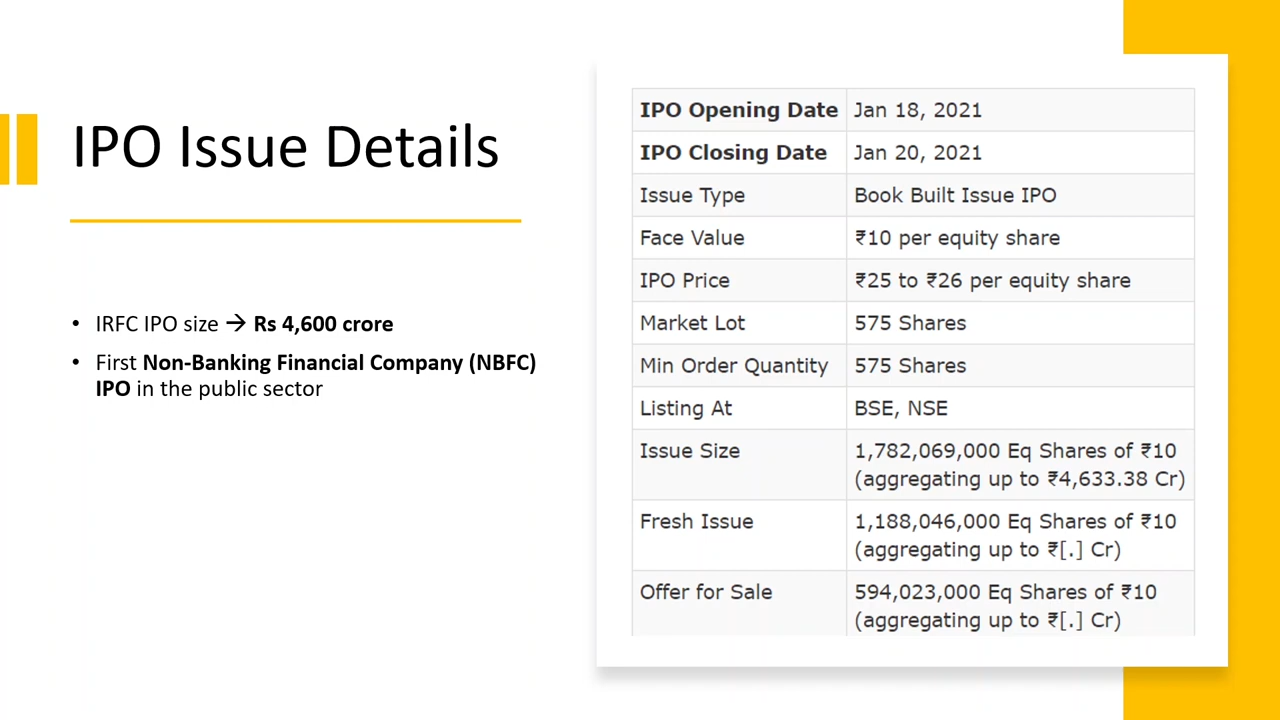 IPO Issue Details
• IRFC IPO size → Rs 4,600 crore
• First Non-Banking Financial Company (NBFC)
IPO in the public sector
IPO Opening Date Jan 18, 2021
IPO Closing Date Jan 20, 2021
Issue Type Book Built Issue IPO
Face Value ₹10 per equity share
IPO Price ₹25 to ₹26 per equity share
Market Lot 575 Shares
Min Order Quantity 575 Shares
Listing At BSE, NSE
Issue Size 1,782,069,000 Eq Shares of ₹10
(aggregating up to ₹4,633.38 Cr)
Fresh Issue 1,188,046,000 Eq Shares of ₹10
(aggregating up to ₹[.] Cr)
Offer for Sale 594,023,000 Eq Shares of ₹10
(aggregating up to ₹[.] Cr)